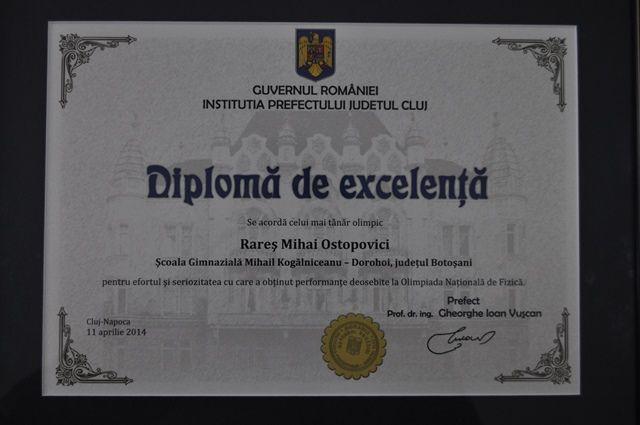 GUVERNUL ROMÂNIEI
INSTITUTIA PREFECTULUI JUDETUL CLUJ
Diplomă de excelență
Se acordă celui mai tânăr olimpic
Rareș Mihai Ostopovici
Școala Gimnazială Mihail Kogălniceanu – Dorohoi, județul Botoșani
pentru efortul și seriozitatea cu care a obținut performanțe deosebite la Olimpiada Națională de Fizică.
Prefect
Prof. dr. ing. Gheorghe Ioan Vușcan
Cluj-Napoca
11 aprilie 2014